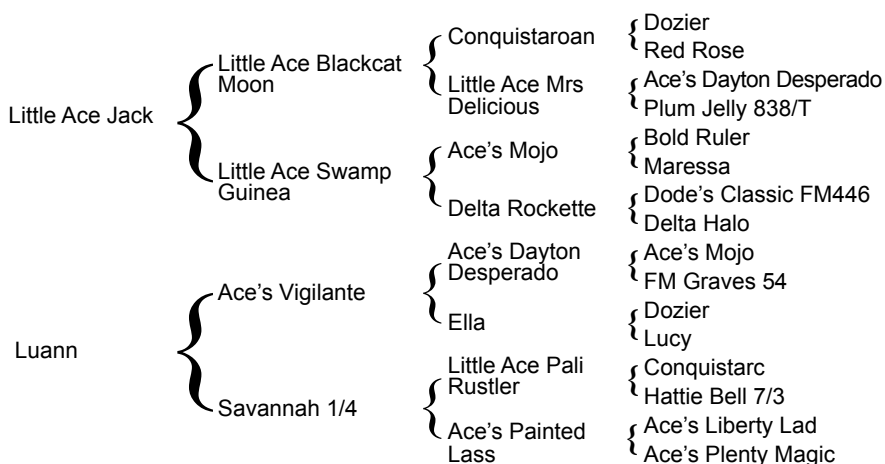 Little Ace Jack
Luann
Little Ace Blackcat
Moon
Little Ace Swamp
Guinea
Ace's Vigilante
Savannah 1/4
Conquistaroan
Little Ace Mrs
Delicious
Ace's Mojo
Delta Rockette
Ace's Dayton
Desperado
Ella
Little Ace Pali
Rustler
Ace's Painted
Lass
Dozier
Red Rose
Ace's Dayton Desperado
Plum Jelly 838/T
Bold Ruler
Maressa
Dode's Classic FM446
Delta Halo
Ace's Mojo
FM Graves 54
Dozier
Lucy
Conquistarc
Hattie Bell 7/3
Ace's Liberty Lad
Ace's Plenty Magic